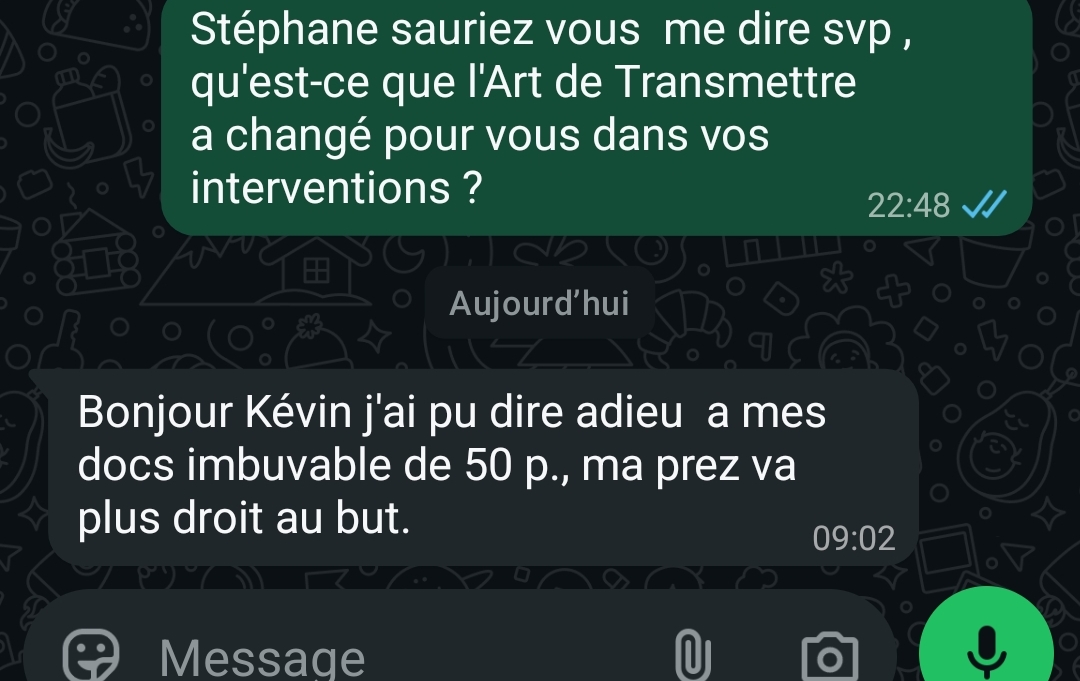 Stéphane sauriez vous  me dire svp ,
qu'est-ce que l'Art de Transmettre
a changé pour vous dans vos
interventions ?
22:48
Aujourd’hui
Bonjour Kévin j'ai pu dire adieu  a mes
docs imbuvable de 50 p., ma prez va
plus droit au but.
09:02
Message